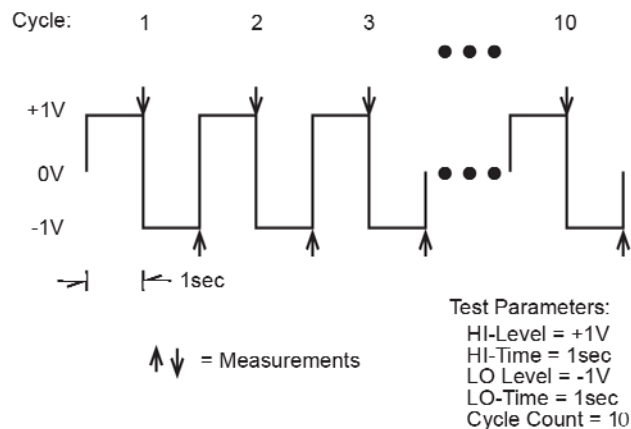 Cycle: 1 2 3 10
+1V
0V
-1V
1sec
= Measurements
Test Parameters:
HI-Level = +1V
HI-Time = 1sec
LO Level = -1V
LO-Time = 1sec
Cycle Count = 10